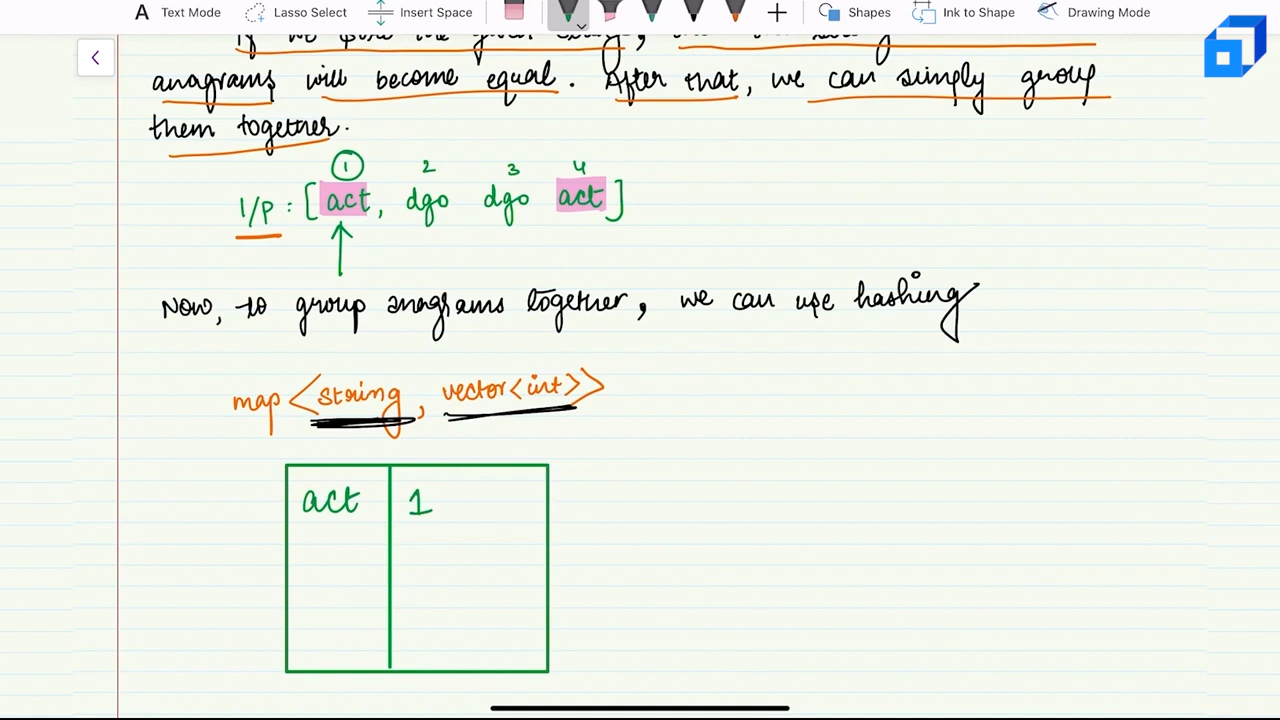 Text Mode Lasso Select Insert Space Shapes Ink to Shape Drawing Mode
If we
anagrams will become equal. After that, we can simply group
them together.
1 2 3 4
I/P : [ act, dgo dgo act ]
Now, to group anagrams together, we can use hashing
map <string, vector<int>>
act 1